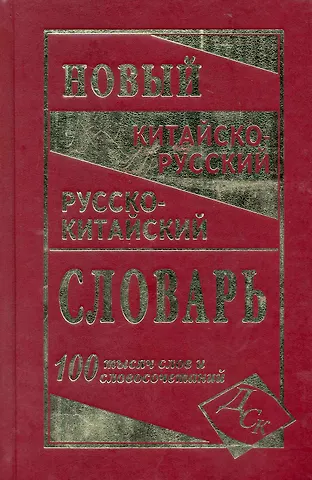 НОВЫЙ
КИТАЙСКО-
РУССКИЙ
РУССКО-
КИТАЙСКИЙ
СЛОВАРЬ
100 тысяч слов и
словосочетаний
ДСК